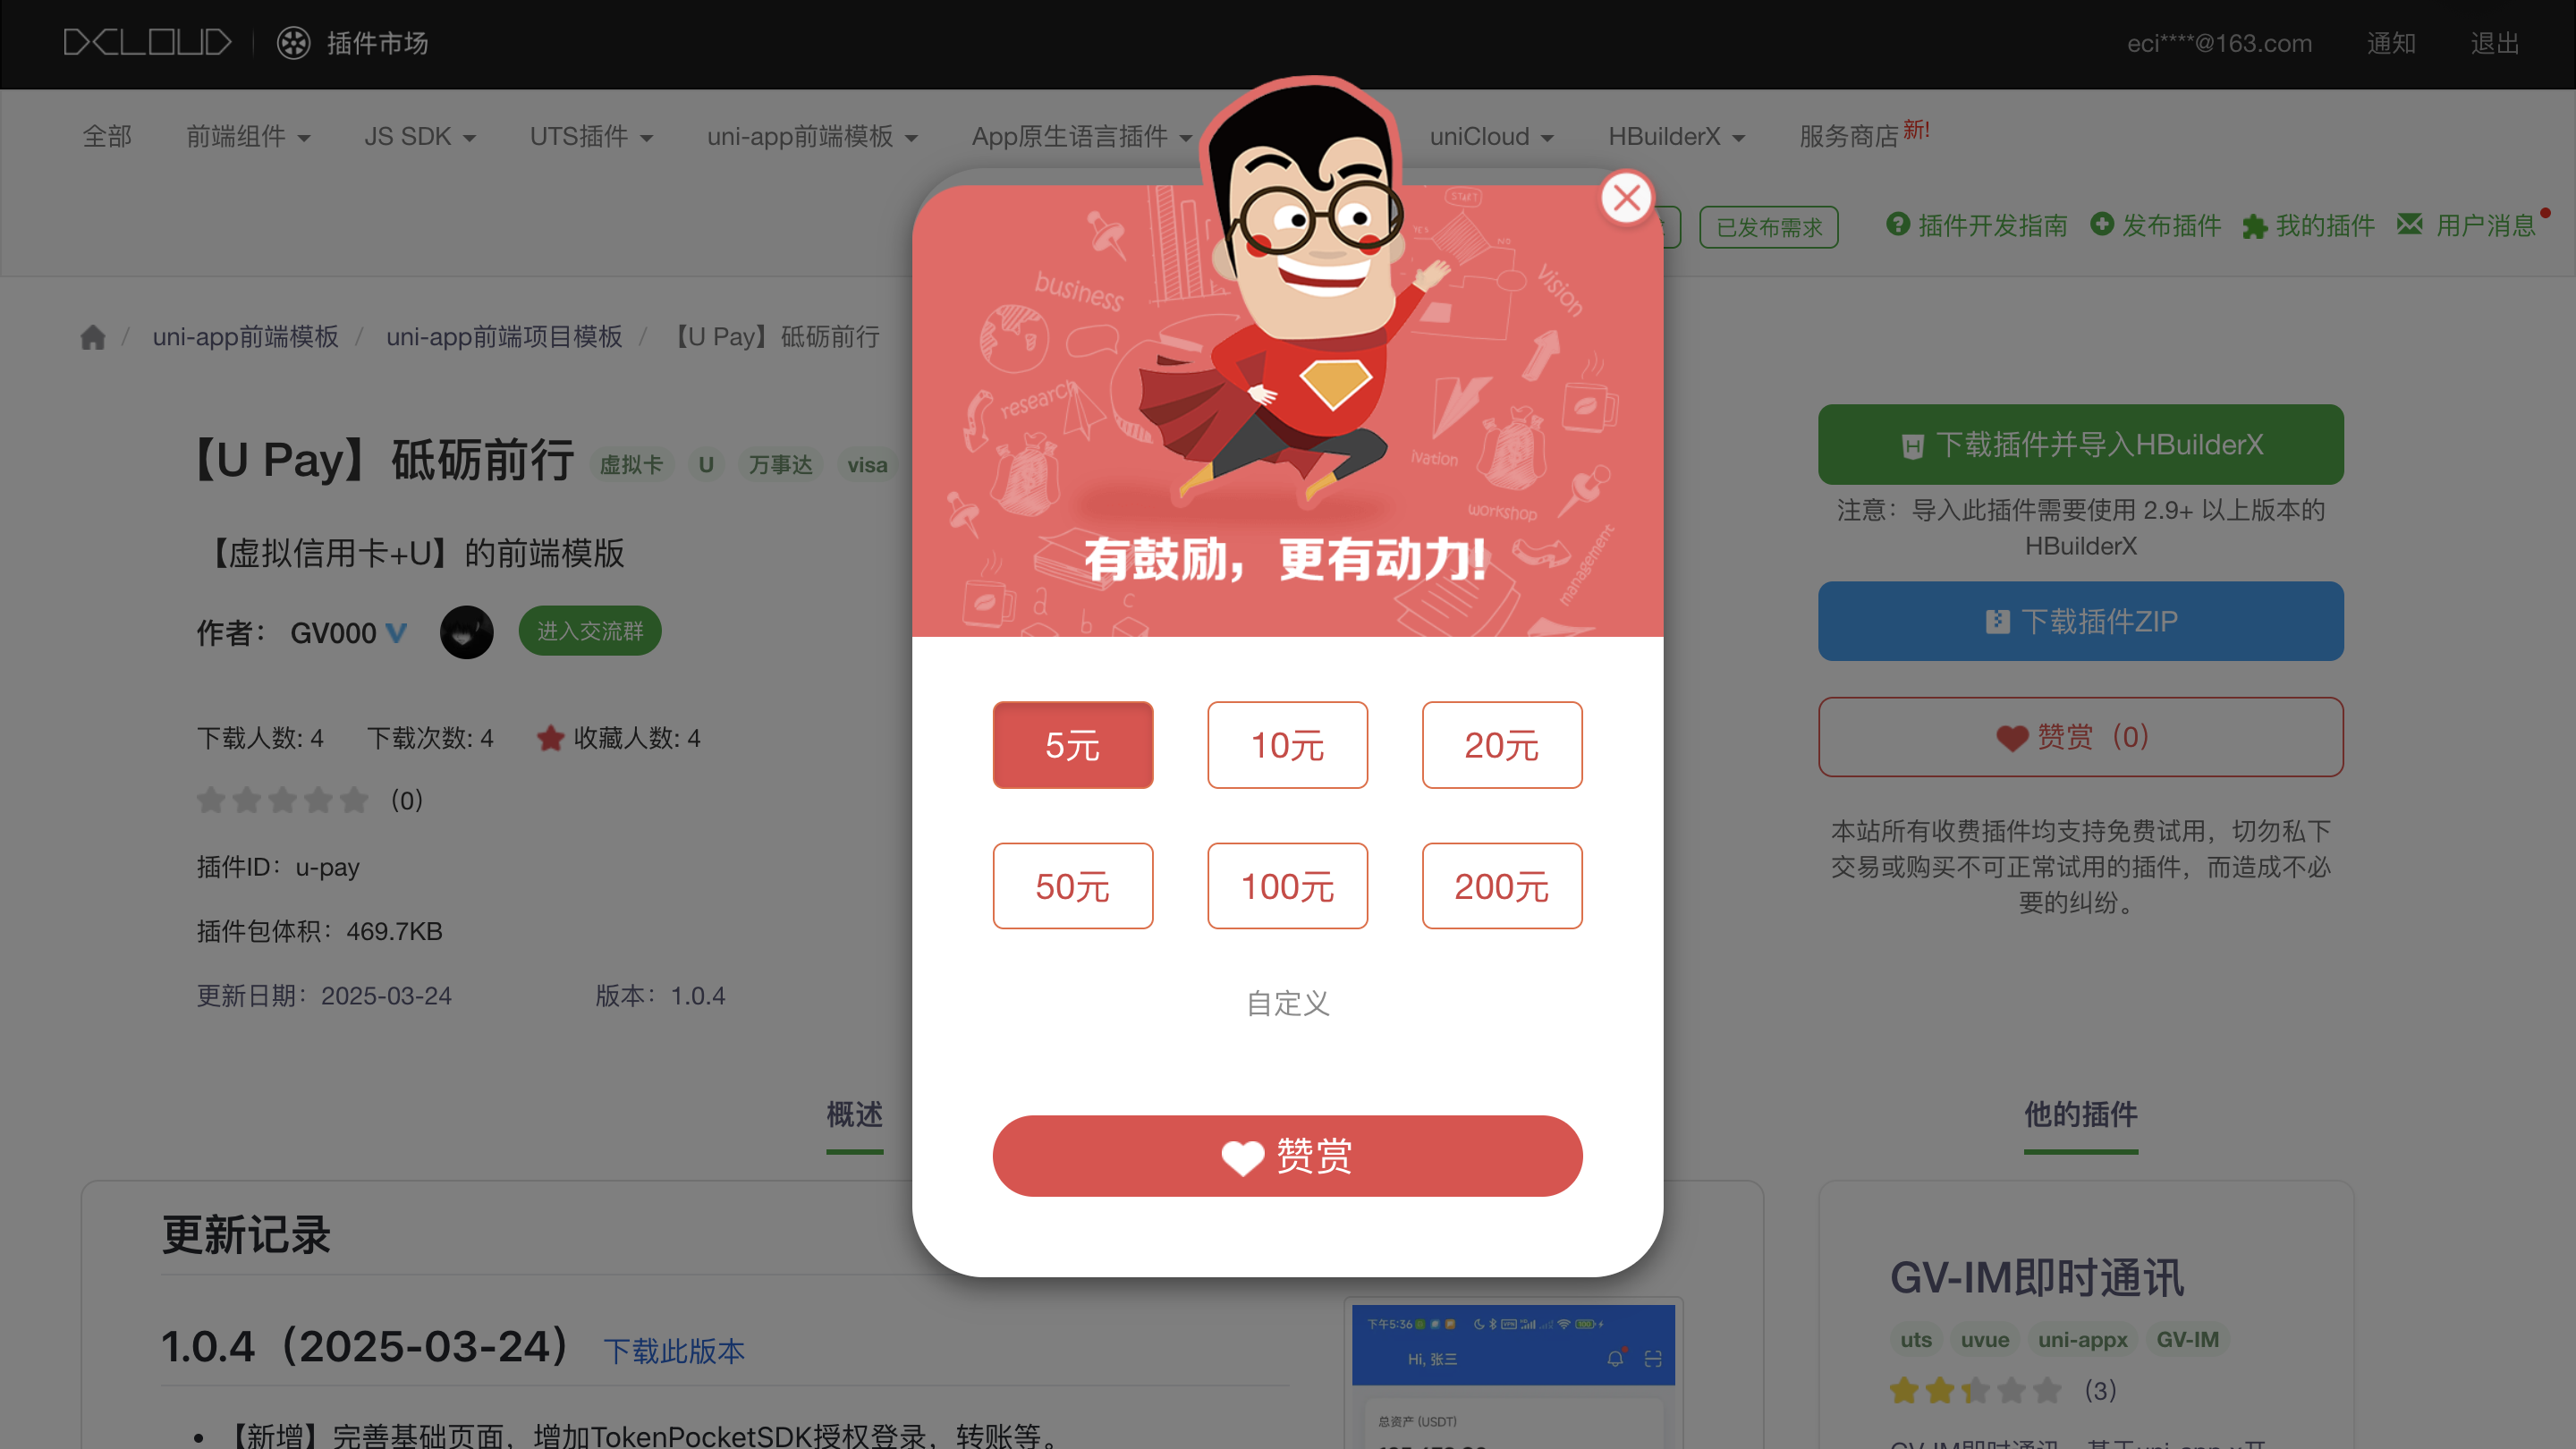 DCLOUD 插件市场 eci****@163.com 通知 退出
全部 前端组件 JS SDK UTS插件 uni-app前端模板 App原生语言插件 uniCloud HBuilderX 服务商店 新!
已发布需求 插件开发指南 发布插件 我的插件 用户消息
/ uni-app前端模板 / uni-app前端项目模板 / 【U Pay】砥砺前行
【U Pay】砥砺前行 虚拟卡 U 万事达 visa
【虚拟信用卡+U】的前端模版
作者： GV000 进入交流群
下载人数: 4 下载次数: 4 收藏人数: 4
(0)
插件ID：u-pay
插件包体积：469.7KB
更新日期：2025-03-24 版本：1.0.4
START
YES
NO
business
vision
research
ivation
workshop
management
a
b
c
有鼓励，更有动力!
5元 10元 20元
50元 100元 200元
自定义
赞赏
下载插件并导入HBuilderX
注意：导入此插件需要使用 2.9+ 以上版本的
HBuilderX
下载插件ZIP
赞赏（0）
本站所有收费插件均支持免费试用，切勿私下
交易或购买不可正常试用的插件，而造成不必
要的纠纷。
概述 他的插件
更新记录
1.0.4（2025-03-24） 下载此版本
【新增】完善基础页面，增加TokenPocketSDK授权登录，转账等。
下午5:36 100
Hi, 张三
总资产 (USDT)
GV-IM即时通讯
uts uvue uni-appx GV-IM
(3)